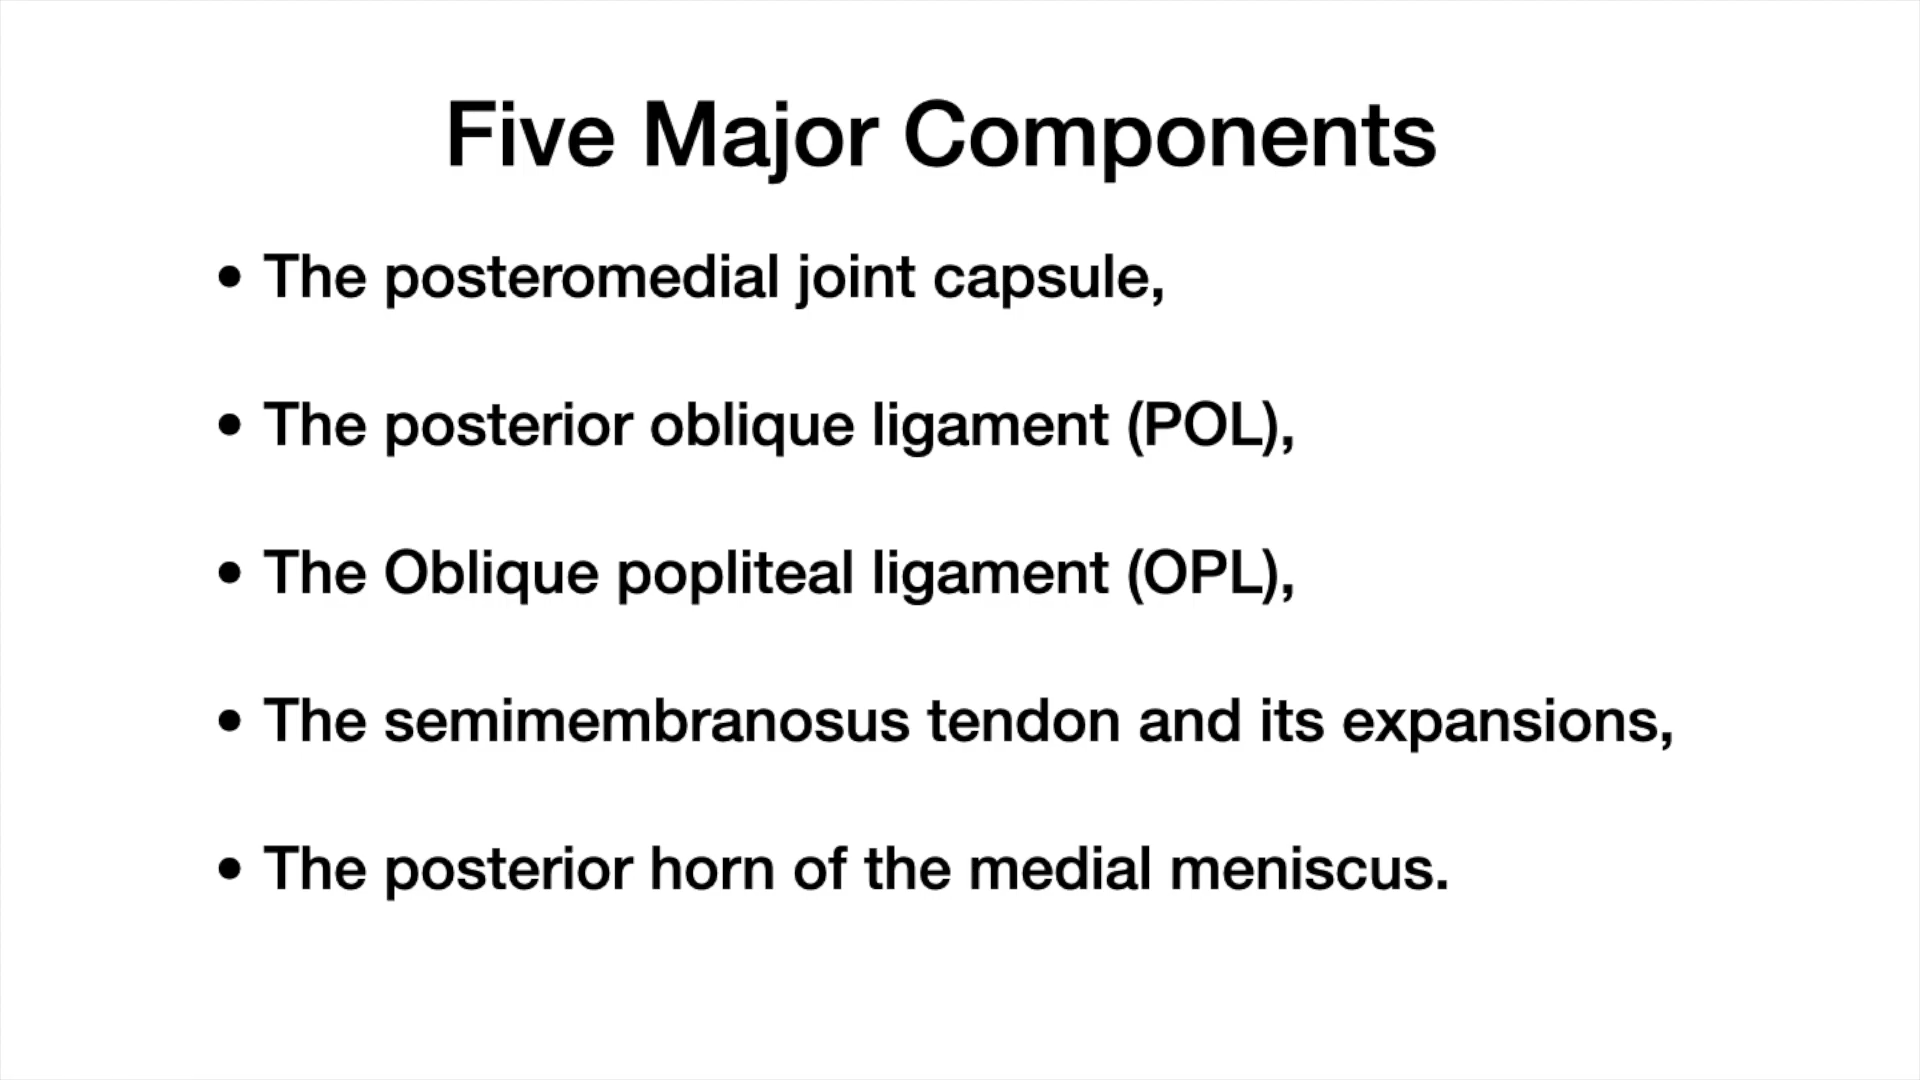 Five Major Components
• The posteromedial joint capsule,
• The posterior oblique ligament (POL),
• The Oblique popliteal ligament (OPL),
• The semimembranosus tendon and its expansions,
• The posterior horn of the medial meniscus.